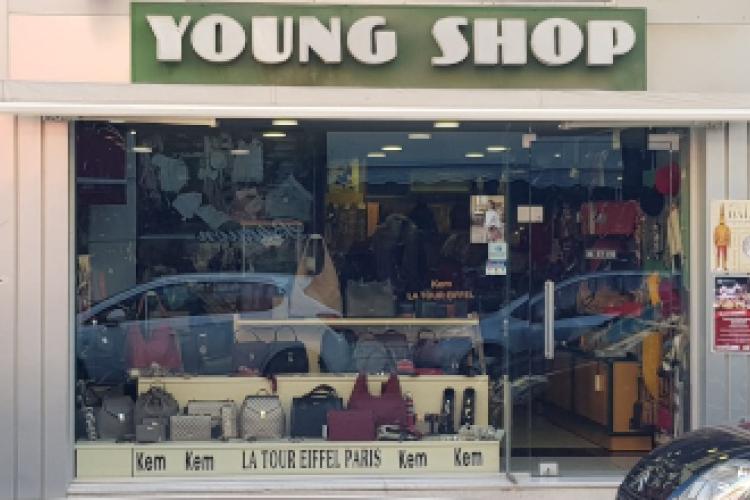 YOUNG SHOP
Kem
LA TOUR EIFFEL
Kem Kem LA TOUR EIFFEL PARIS Kem Kem